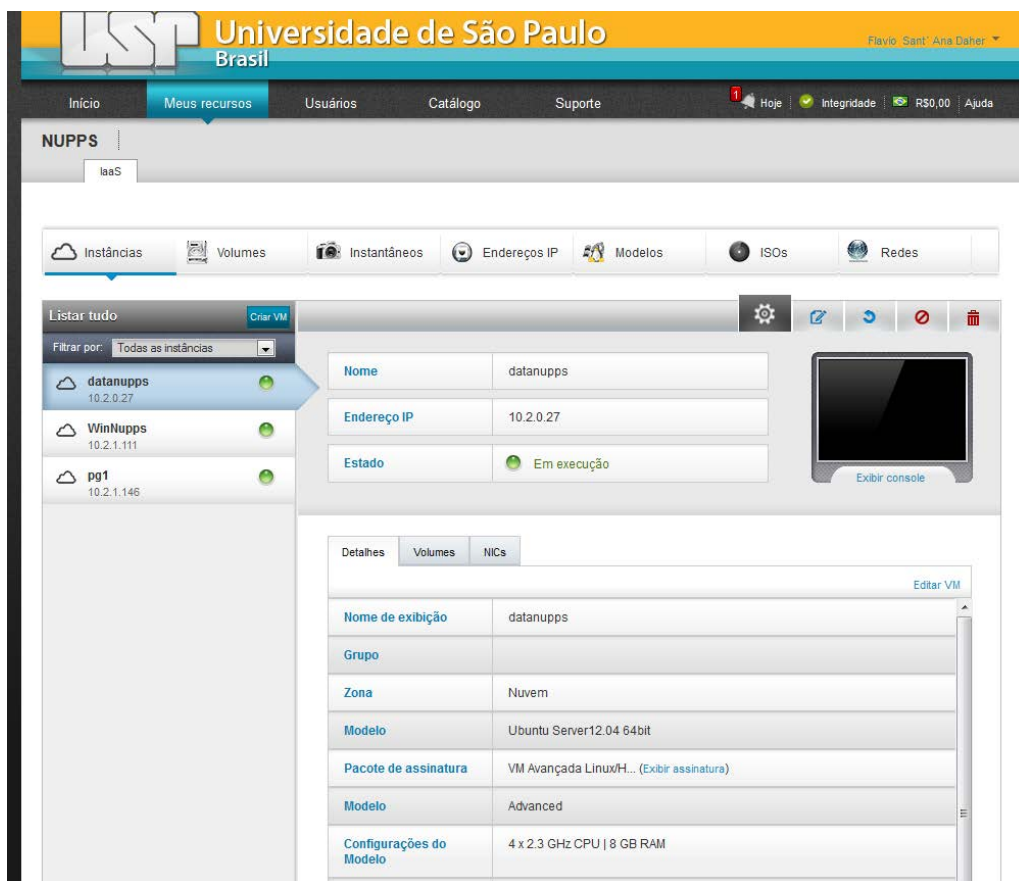 USP
Universidade de São Paulo
Brasil
Flavio Sant' Ana Daher
Início Meus recursos Usuários Catálogo Suporte 1 Hoje Integridade R$0,00 Ajuda
NUPPS
IaaS
Instâncias Volumes Instantâneos Endereços IP Modelos ISOs Redes
Listar tudo Criar VM
Filtrar por: Todas as instâncias
datanupps
10.2.0.27
WinNupps
10.2.1.111
pg1
10.2.1.146
Nome datanupps
Endereço IP 10.2.0.27
Estado Em execução
Exibir console
Detalhes Volumes NICs
Editar VM
Nome de exibição datanupps
Grupo
Zona Nuvem
Modelo Ubuntu Server12.04 64bit
Pacote de assinatura VM Avançada Linux/H... (Exibir assinatura)
Modelo Advanced
Configurações do Modelo 4 x 2.3 GHz CPU | 8 GB RAM